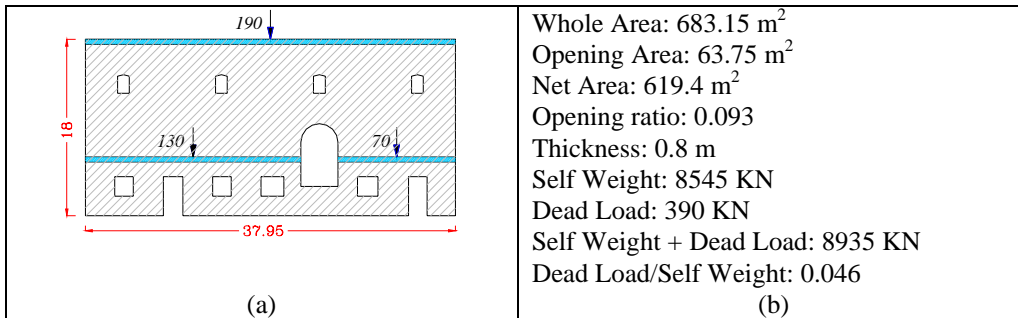 190
130
70
18
37.95
(a)
Whole Area: 683.15 m²
Opening Area: 63.75 m²
Net Area: 619.4 m²
Opening ratio: 0.093
Thickness: 0.8 m
Self Weight: 8545 KN
Dead Load: 390 KN
Self Weight + Dead Load: 8935 KN
Dead Load/Self Weight: 0.046
(b)